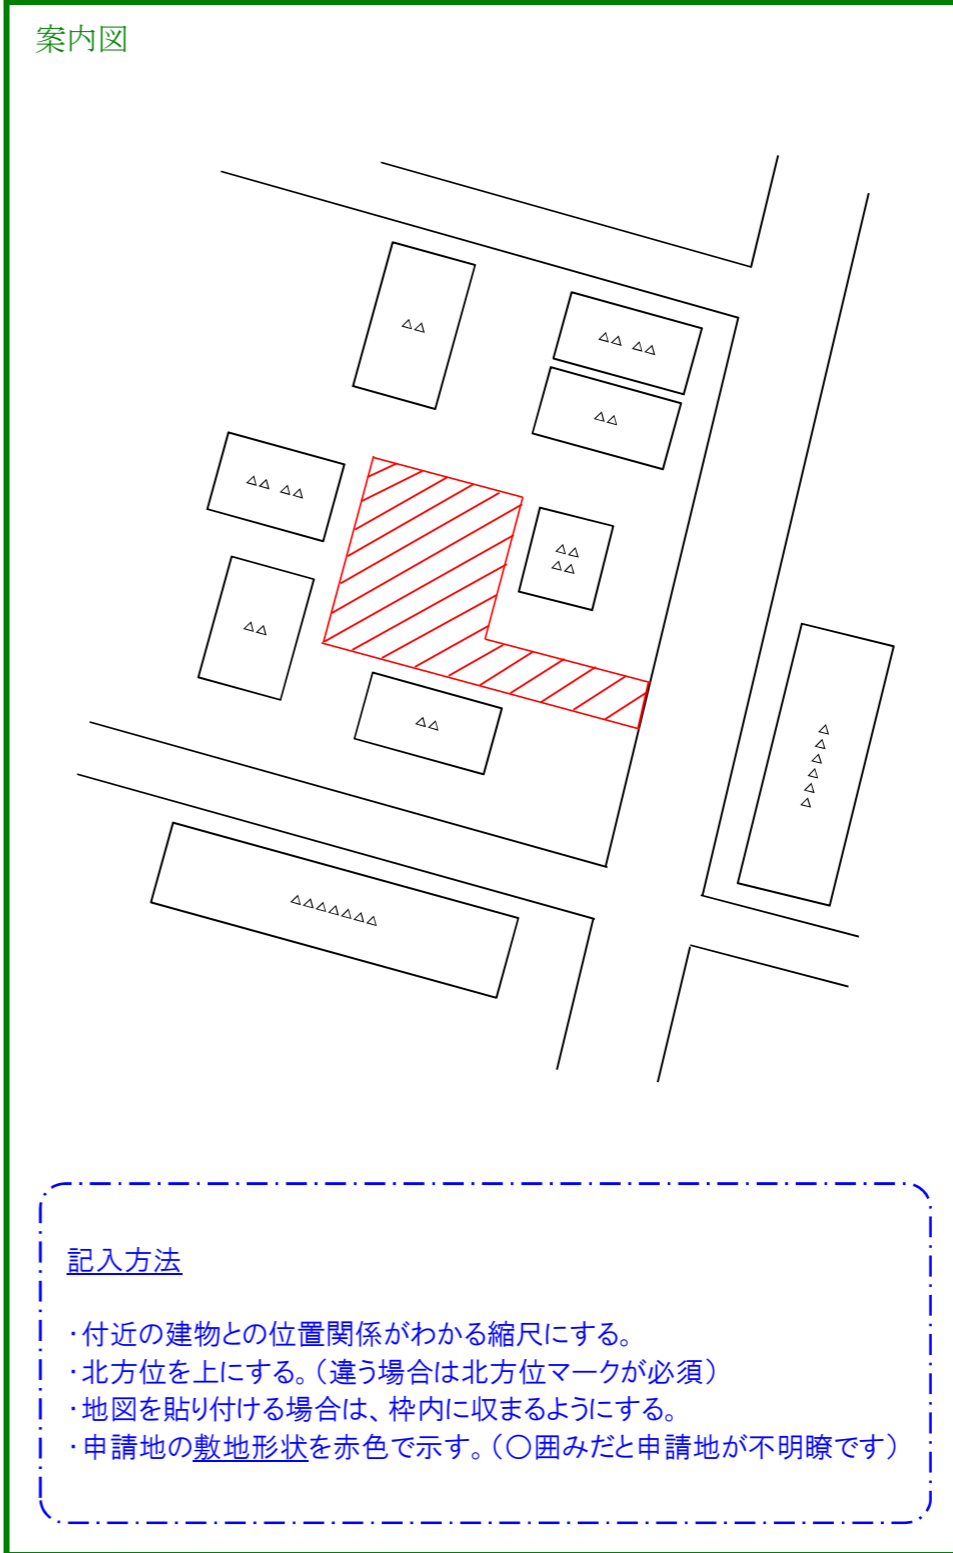 案内図
△△
△△ △△
△△
△△ △△
△△
△△
△△
△△
△△△△△△
△△△△△△△
記入方法
・付近の建物との位置関係がわかる縮尺にする。
・北方位を上にする。（違う場合は北方位マークが必須）
・地図を貼り付ける場合は、枠内に収まるようにする。
・申請地の敷地形状を赤色で示す。（○囲みだと申請地が不明瞭です）